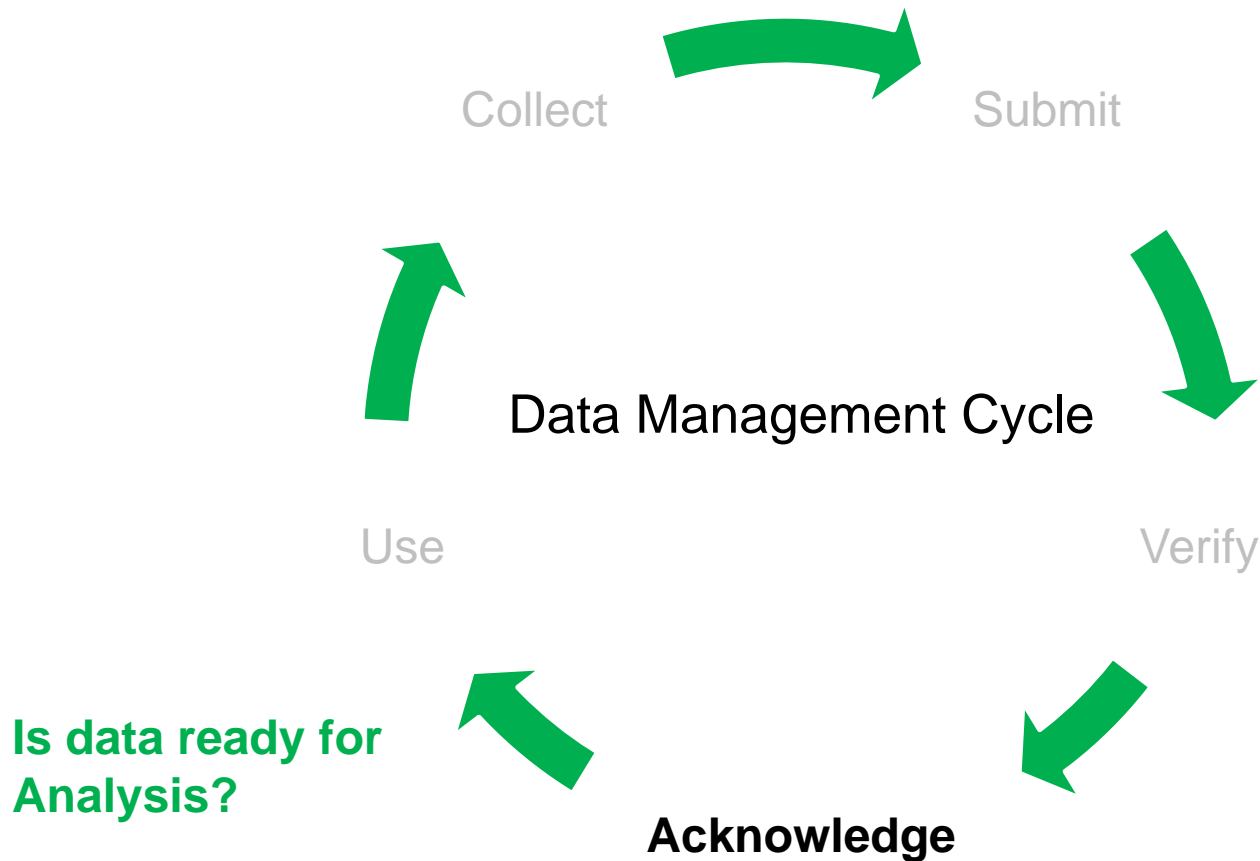 Collect
Submit
Data Management Cycle
Use
Verify
Is data ready for
Analysis?
Acknowledge